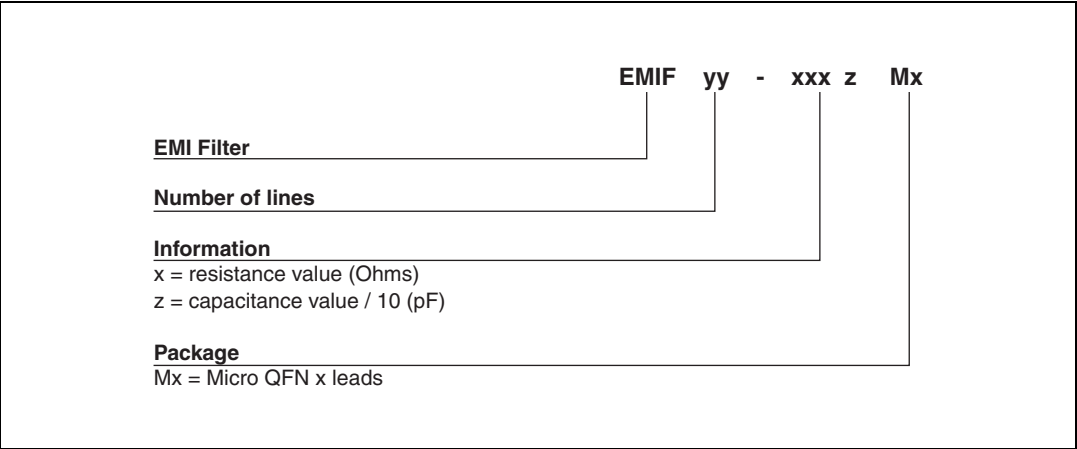 EMIF yy - xxx z Mx
EMI Filter
Number of lines
Information
x = resistance value (Ohms)
z = capacitance value / 10 (pF)
Package
Mx = Micro QFN x leads